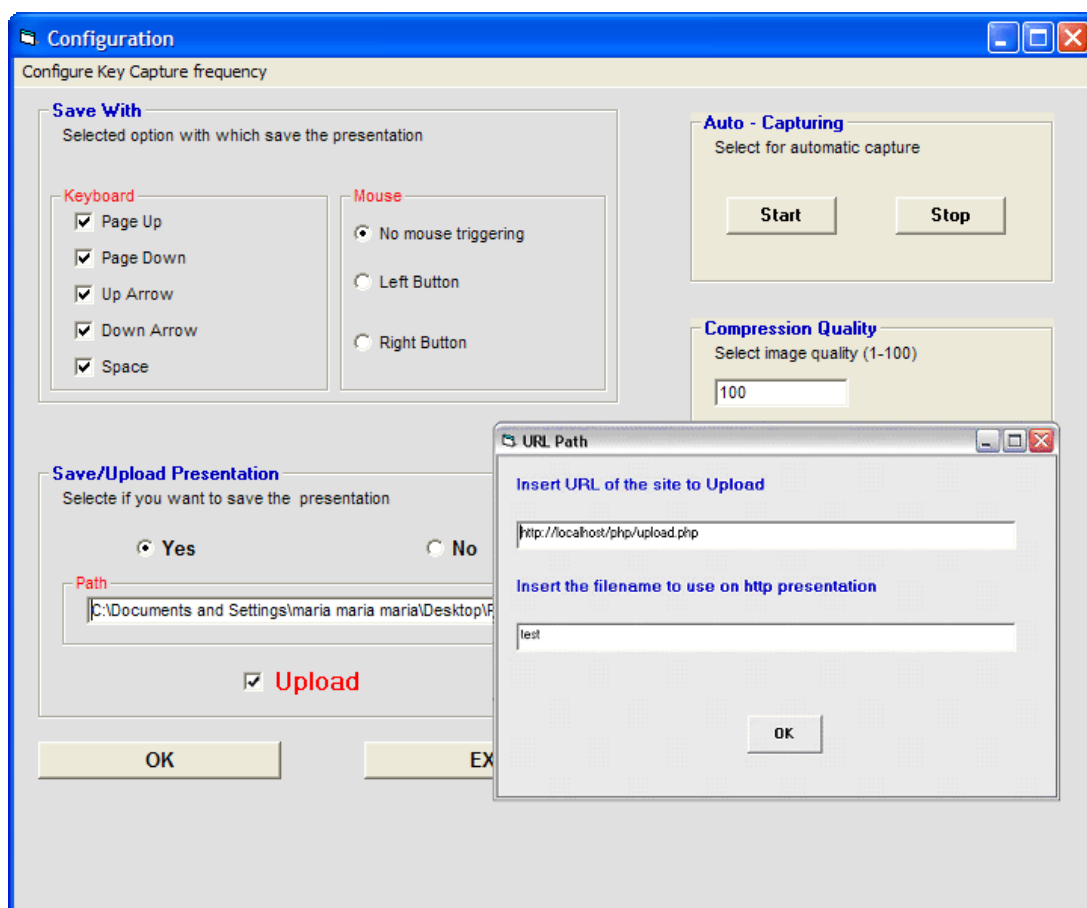 Configuration
Configure Key Capture frequency
Save With
Selected option with which save the presentation
Keyboard
Page Up
Page Down
Up Arrow
Down Arrow
Space
Mouse
No mouse triggering
Left Button
Right Button
Auto - Capturing
Select for automatic capture
Start Stop
Compression Quality
Select image quality (1-100)
100
Save/Upload Presentation
Selecte if you want to save the presentation
Yes No
Path
C:\Documents and Settings\maria maria maria\Desktop\
Upload
OK EX
URL Path
Insert URL of the site to Upload
http://localhost/php/upload.php
Insert the filename to use on http presentation
test
OK